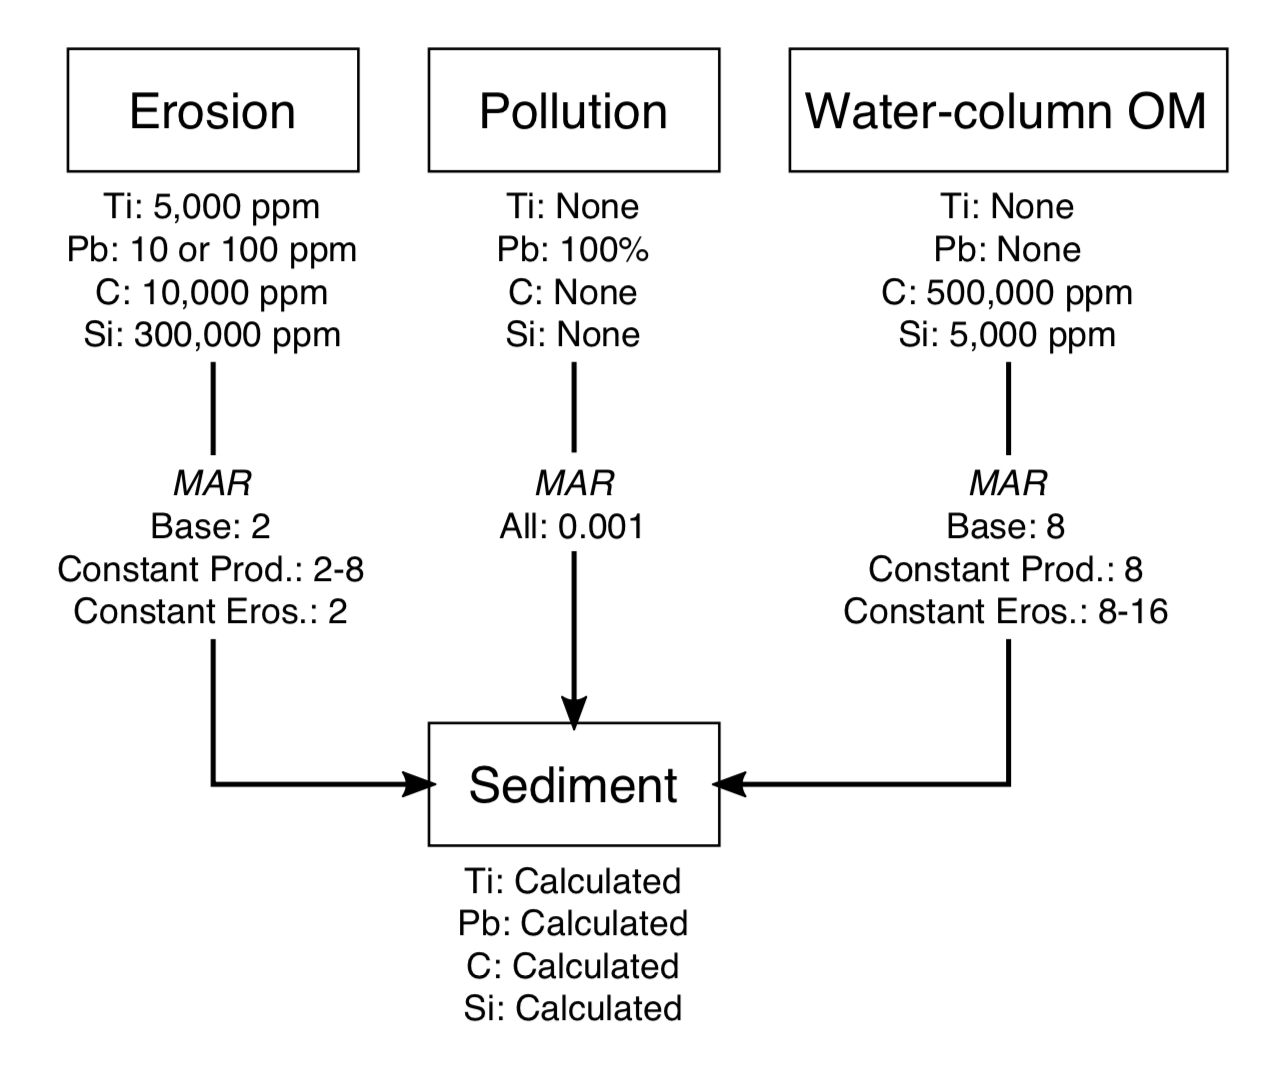 Erosion
Ti: 5,000 ppm
Pb: 10 or 100 ppm
C: 10,000 ppm
Si: 300,000 ppm
MAR
Base: 2
Constant Prod.: 2-8
Constant Eros.: 2
Pollution
Ti: None
Pb: 100%
C: None
Si: None
MAR
All: 0.001
Water-column OM
Ti: None
Pb: None
C: 500,000 ppm
Si: 5,000 ppm
MAR
Base: 8
Constant Prod.: 8
Constant Eros.: 8-16
Sediment
Ti: Calculated
Pb: Calculated
C: Calculated
Si: Calculated